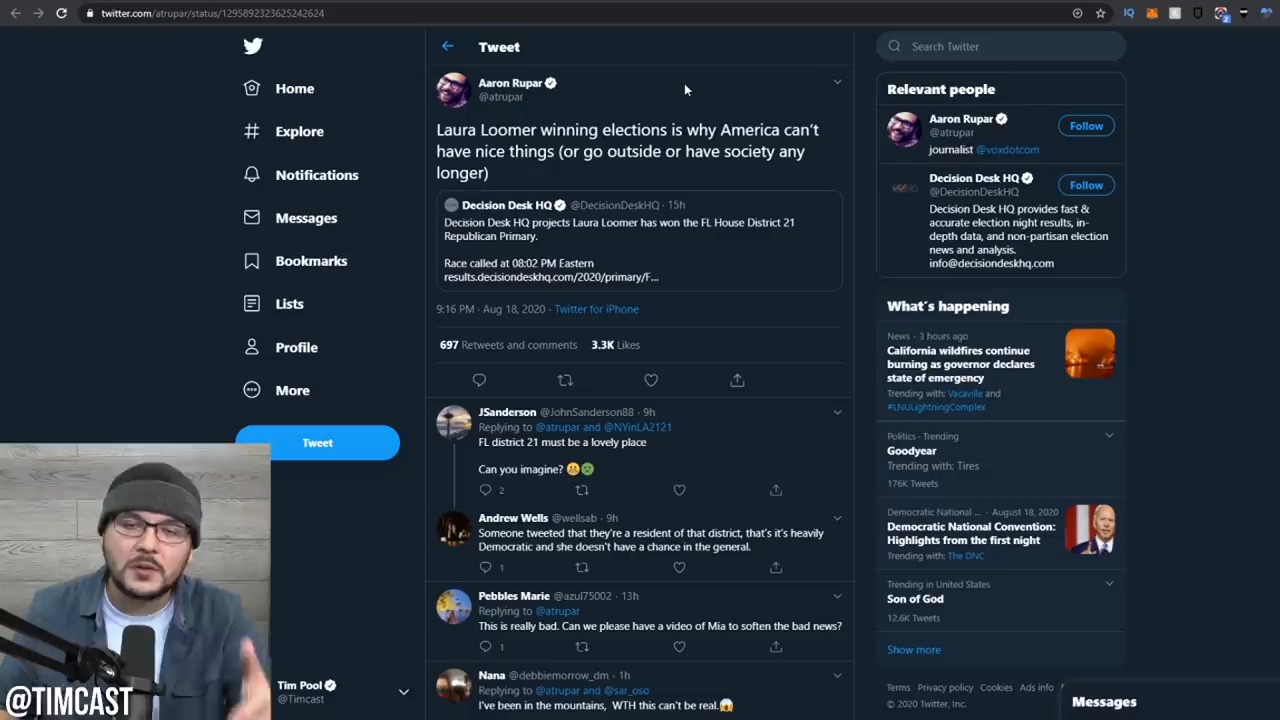 twitter.com/atrupar/status/1295892323625242624
Home
Explore
Notifications
Messages
Bookmarks
Lists
Profile
More
Tweet
Tim Pool
@Timcast
@TIMCAST
Tweet
Aaron Rupar
@atrupar
Laura Loomer winning elections is why America can't
have nice things (or go outside or have society any
longer)
Decision Desk HQ @DecisionDeskHQ · 15h
Decision Desk HQ projects Laura Loomer has won the FL House District 21
Republican Primary.
Race called at 08:02 PM Eastern
results.decisiondeskhq.com/2020/primary/F...
9:16 PM · Aug 18, 2020 · Twitter for iPhone
697 Retweets and comments 3.3K Likes
JSanderson @JohnSanderson88 · 9h
Replying to @atrupar and @NYinLA2121
FL district 21 must be a lovely place
Can you imagine? 😬🤢
2
Andrew Wells @wellsab · 9h
Someone tweeted that they're a resident of that district, that's it's heavily
Democratic and she doesn't have a chance in the general.
1
Pebbles Marie @azul75002 · 13h
Replying to @atrupar
This is really bad. Can we please have a video of Mia to soften the bad news?
1
Nana @debbiemorrow_dm · 1h
Replying to @atrupar and @sar_oso
I've been in the mountains, WTH this can't be real.😱
Search Twitter
Relevant people
Aaron Rupar
@atrupar
Follow
journalist @voxdotcom
Decision Desk HQ
@DecisionDeskHQ
Follow
Decision Desk HQ provides fast &
accurate election night results, in-
depth data, and non-partisan election
news and analysis.
info@decisiondeskhq.com
What's happening
News · 3 hours ago
California wildfires continue
burning as governor declares
state of emergency
Trending with: Vacaville and
#LNULightningComplex
Politics · Trending
Goodyear
Trending with: Tires
176K Tweets
Democratic National ... · August 18, 2020
Democratic National Convention:
Highlights from the first night
Trending with: The DNC
Trending in United States
Son of God
12.6K Tweets
Show more
Terms Privacy policy Cookies Ads info
© 2020 Twitter, Inc.
Messages